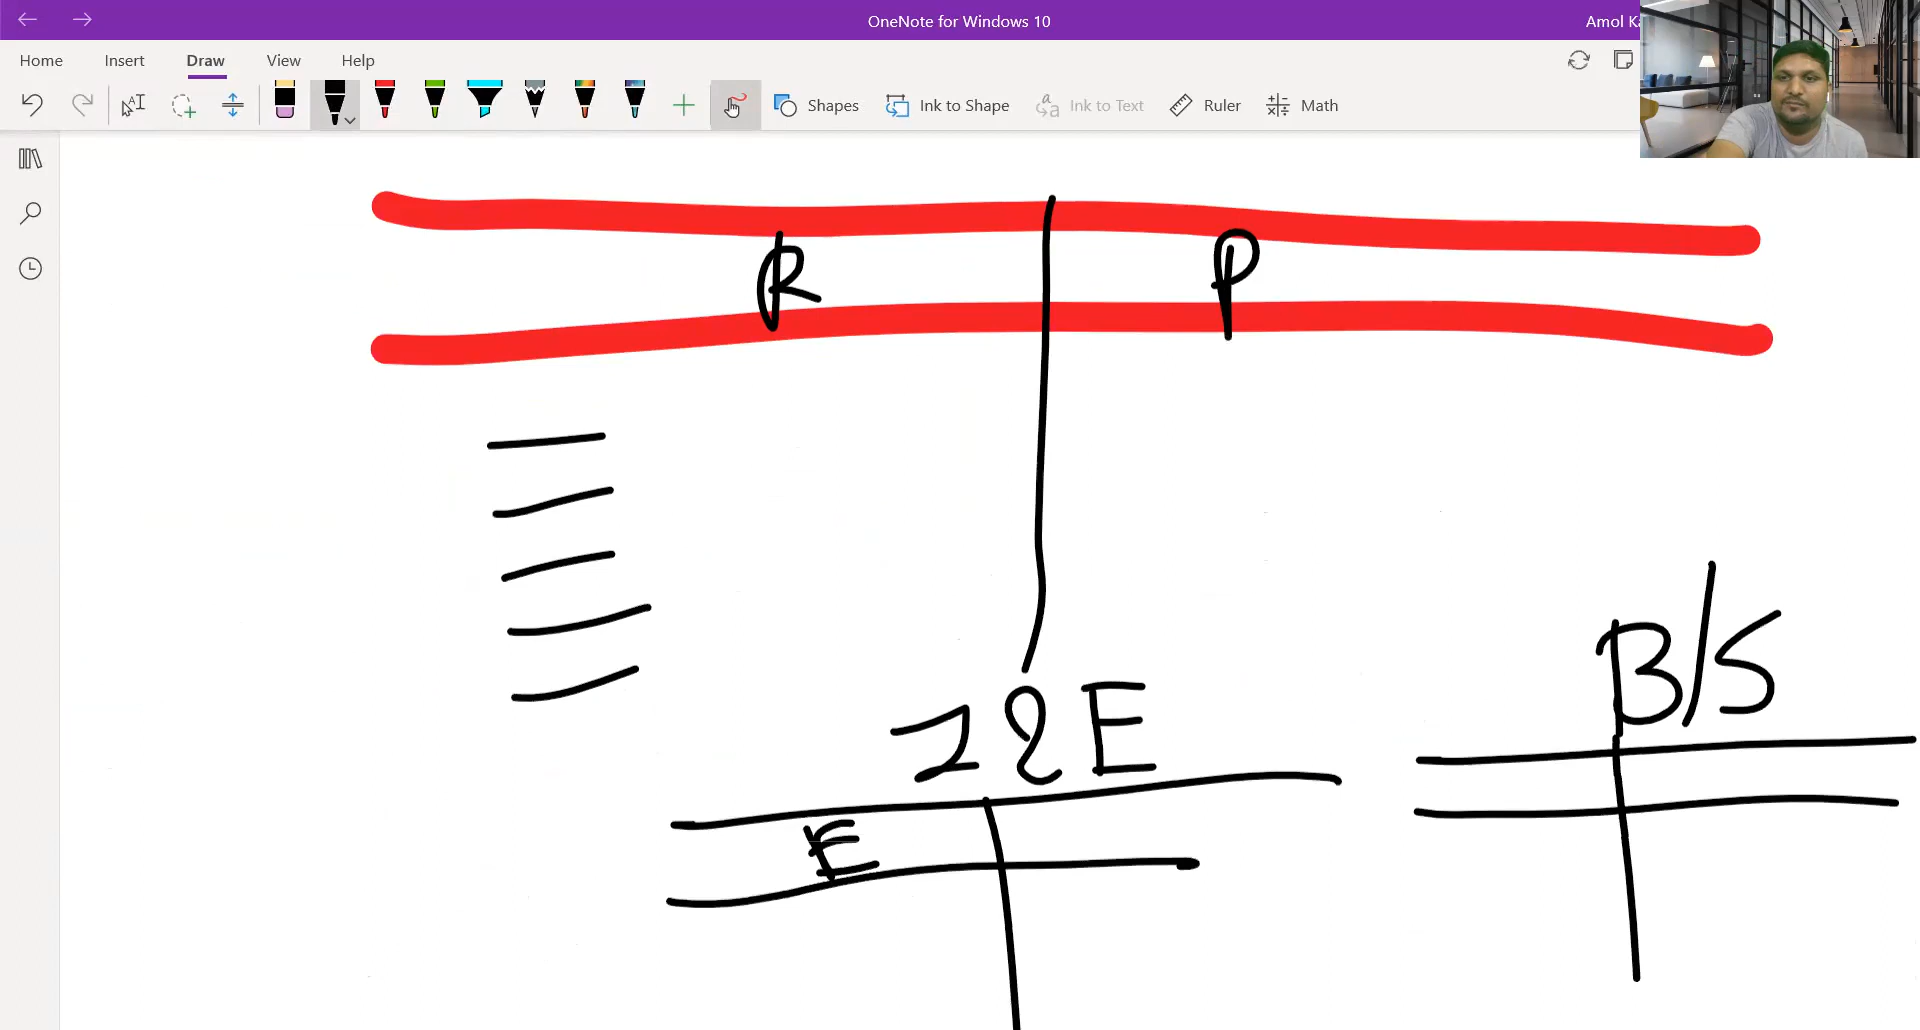 OneNote for Windows 10
Amol
Home Insert Draw View Help
Shapes Ink to Shape Ink to Text Ruler Math
R P
B/S
I & E
E